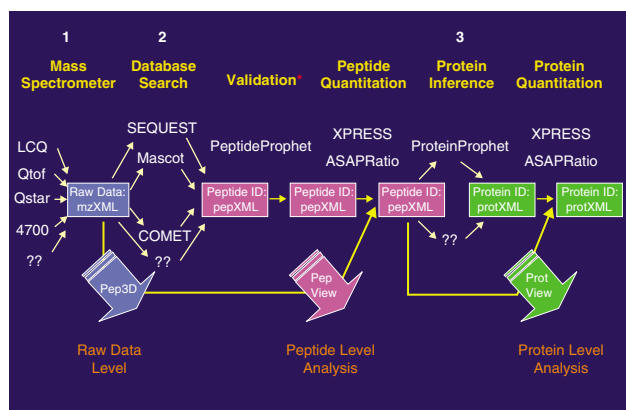 1
2
3
Mass
Spectrometer
Database
Search
Validation*
Peptide
Quantitation
Protein
Inference
Protein
Quantitation
LCQ
Qtof
Qstar
4700
??
Raw Data:
mzXML
SEQUEST
Mascot
COMET
??
PeptideProphet
Peptide ID:
pepXML
XPRESS
ASAPRatio
Peptide ID:
pepXML
Peptide ID:
pepXML
ProteinProphet
??
Protein ID:
protXML
XPRESS
ASAPRatio
Protein ID:
protXML
Pep3D
Pep
View
Prot
View
Raw Data
Level
Peptide Level
Analysis
Protein Level
Analysis